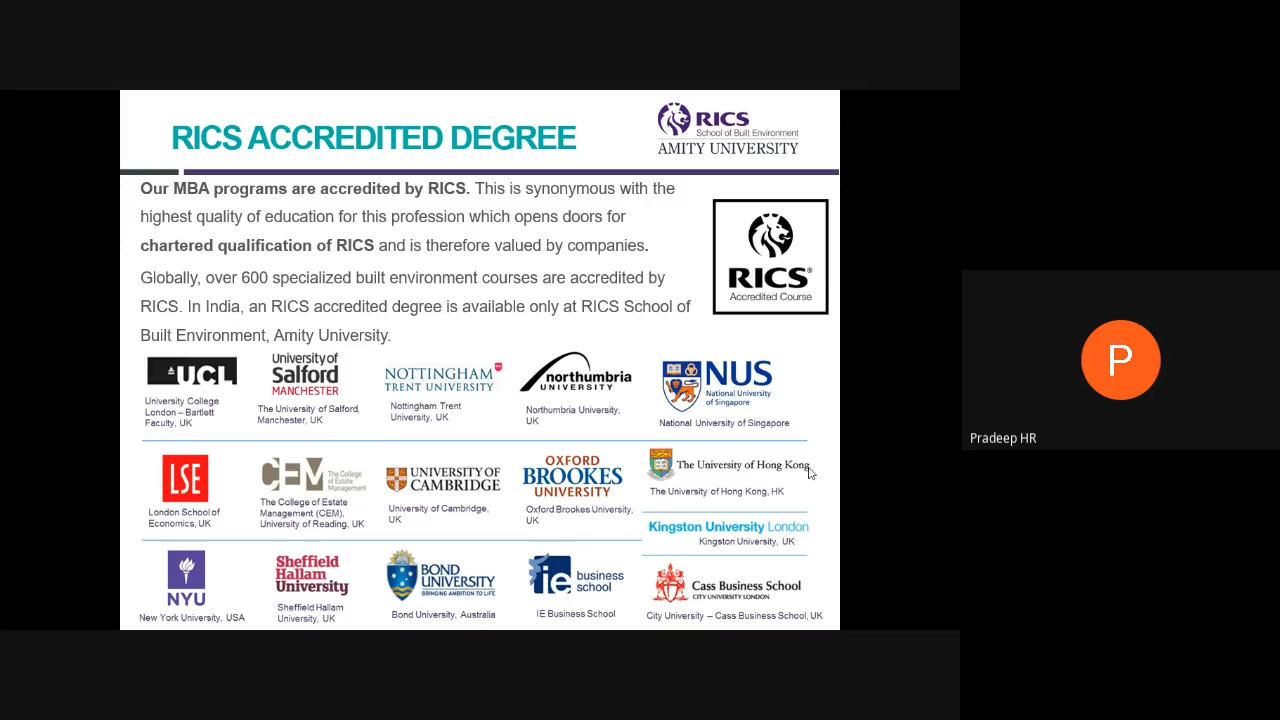 RICS ACCREDITED DEGREE
RICS
School of Built Environment
AMITY UNIVERSITY
Our MBA programs are accredited by RICS. This is synonymous with the
highest quality of education for this profession which opens doors for
chartered qualification of RICS and is therefore valued by companies.
Globally, over 600 specialized built environment courses are accredited by
RICS. In India, an RICS accredited degree is available only at RICS School of
Built Environment, Amity University.
RICS®
Accredited Course
UCL
University College
London – Bartlett
Faculty, UK
University of
Salford
MANCHESTER
The University of Salford,
Manchester, UK
NOTTINGHAM
TRENT UNIVERSITY
Nottingham Trent
University, UK
northumbria
UNIVERSITY
Northumbria University,
UK
NUS
National University
of Singapore
National University of Singapore
LSE
London School of
Economics, UK
CEM
The College
of Estate
Management
The College of Estate
Management (CEM),
University of Reading, UK
UNIVERSITY OF
CAMBRIDGE
University of Cambridge,
UK
OXFORD
BROOKES
UNIVERSITY
Oxford Brookes University,
UK
The University of Hong Kong
The University of Hong Kong, HK
Kingston University London
Kingston University, UK
NYU
New York University, USA
Sheffield
Hallam
University
Sheffield Hallam
University, UK
BOND
UNIVERSITY
BRINGING AMBITION TO LIFE
Bond University, Australia
ie business
school
IE Business School
Cass Business School
CITY UNIVERSITY LONDON
City University – Cass Business School, UK
P
Pradeep HR